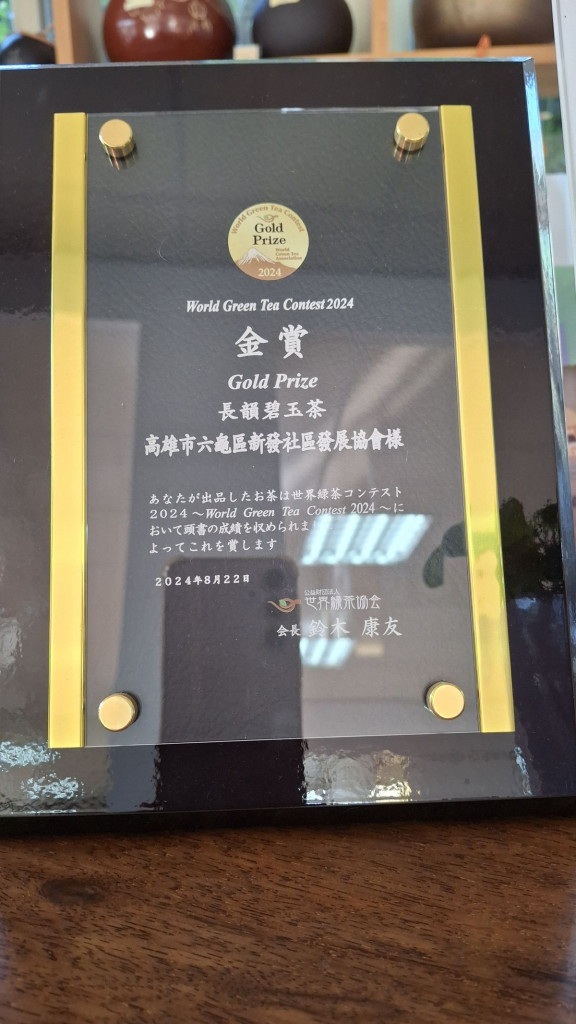 World Green Tea Contest
Gold
Prize
World
Green Tea
Association
2024
World Green Tea Contest 2024
金賞
Gold Prize
長韻碧玉茶
高雄市六龜區新發社區發展協會様
あなたが出品したお茶は世界緑茶コンテスト
2024～World Green Tea Contest 2024～に
おいて頭書の成績を収められまし
よってこれを賞します
2024年8月22日
公益財団法人
世界緑茶協会
会長 鈴木 康友